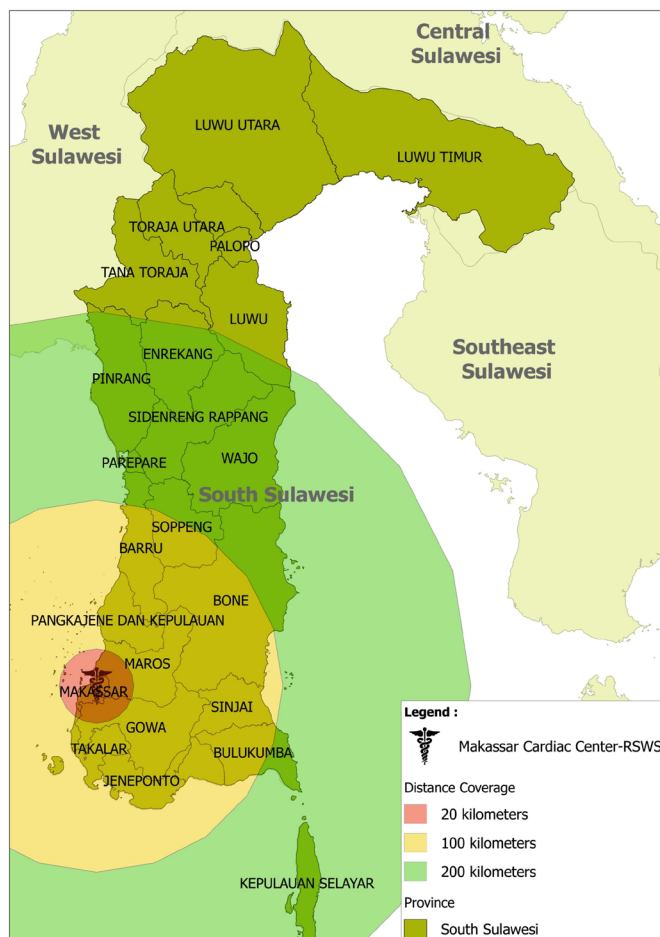 Central
Sulawesi
West
Sulawesi
LUWU UTARA
LUWU TIMUR
TORAJA UTARA
PALOPO
TANA TORAJA
LUWU
Southeast
Sulawesi
ENREKANG
PINRANG
SIDENRENG RAPPANG
PAREPARE
WAJO
South Sulawesi
SOPPENG
BARRU
BONE
PANGKAJENE DAN KEPULAUAN
MAROS
MAKASSAR
SINJAI
GOWA
TAKALAR
BULUKUMBA
JENEPONTO
KEPULAUAN SELAYAR
Legend :
Makassar Cardiac Center-RSWS
Distance Coverage
20 kilometers
100 kilometers
200 kilometers
Province
South Sulawesi